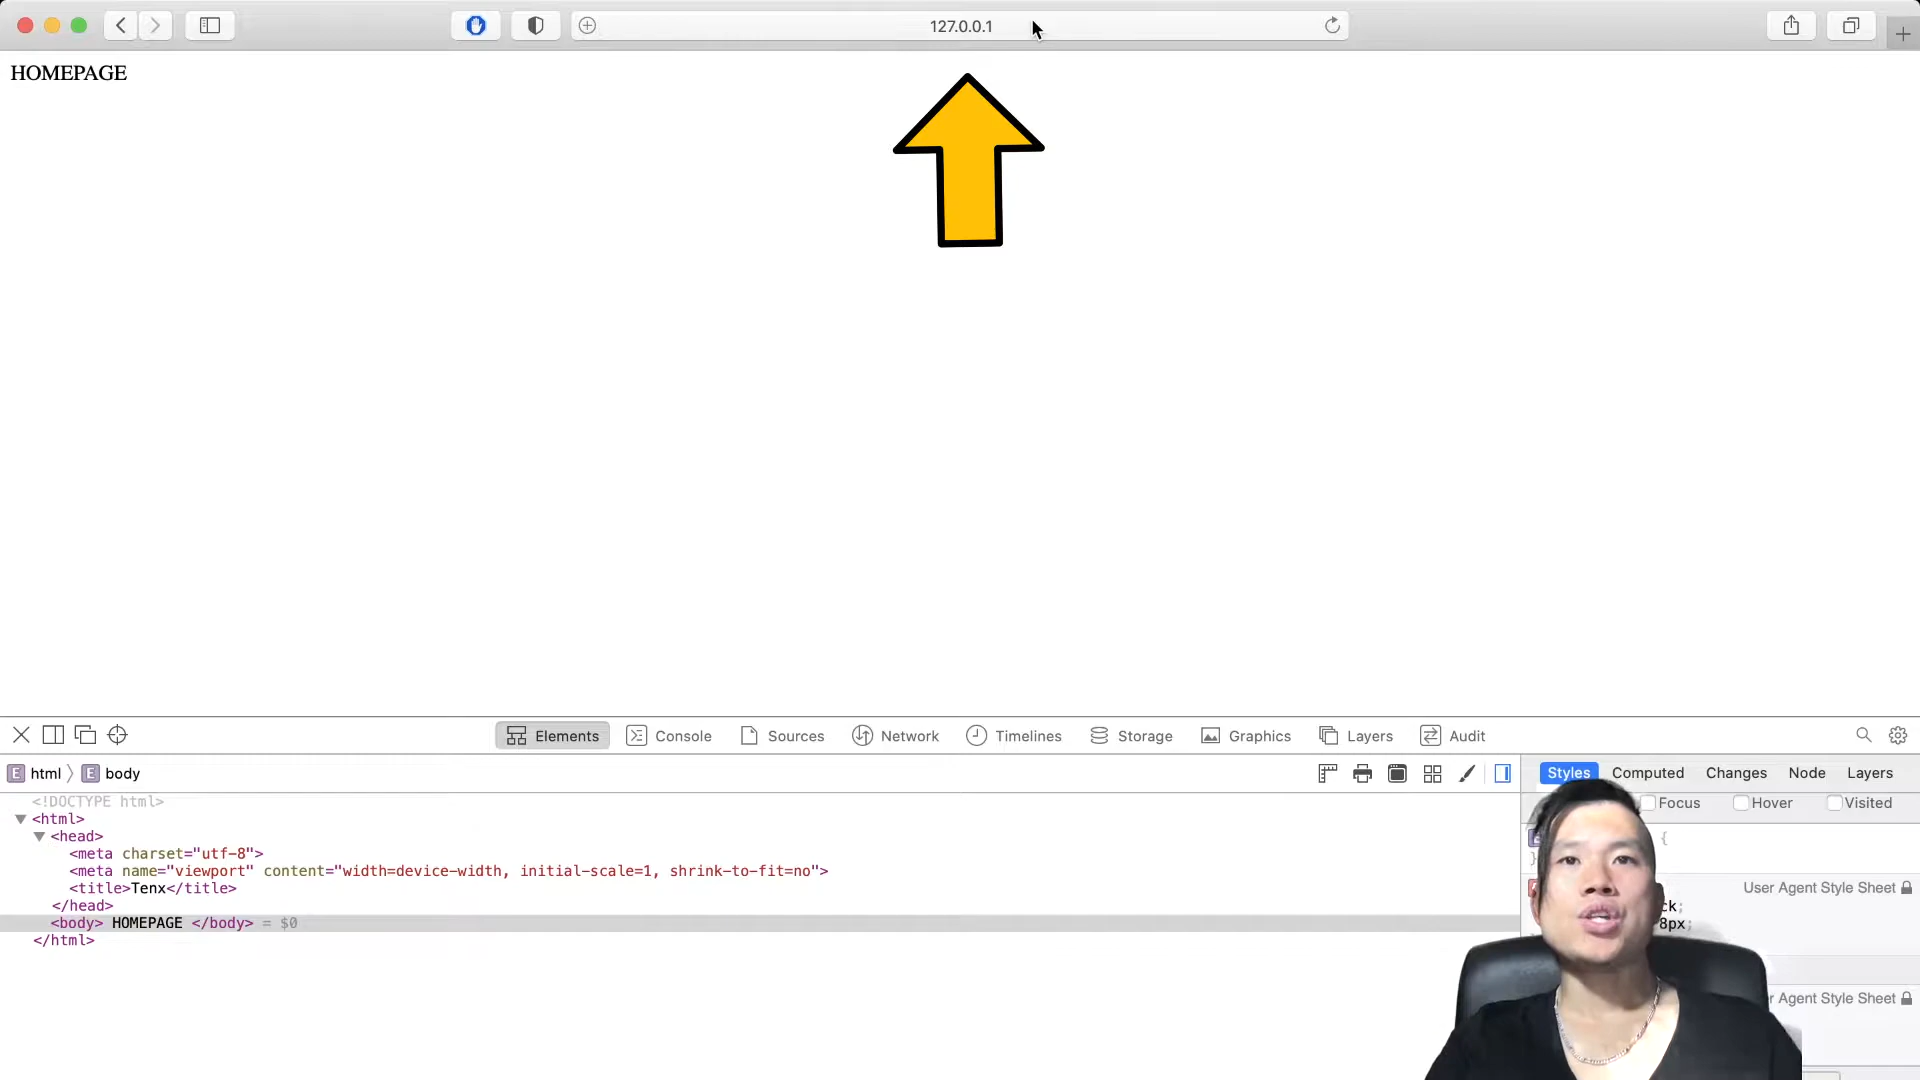 127.0.0.1
HOMEPAGE
Elements Console Sources Network Timelines Storage Graphics Layers Audit
E html E body
Styles Computed Changes Node Layers
Focus Hover Visited
<!DOCTYPE html>
<html>
<head>
<meta charset="utf-8">
<meta name="viewport" content="width=device-width, initial-scale=1, shrink-to-fit=no">
<title>Tenx</title>
</head>
<body> HOMEPAGE </body> = $0
</html>
{
}
User Agent Style Sheet
ck;
8px;
r Agent Style Sheet